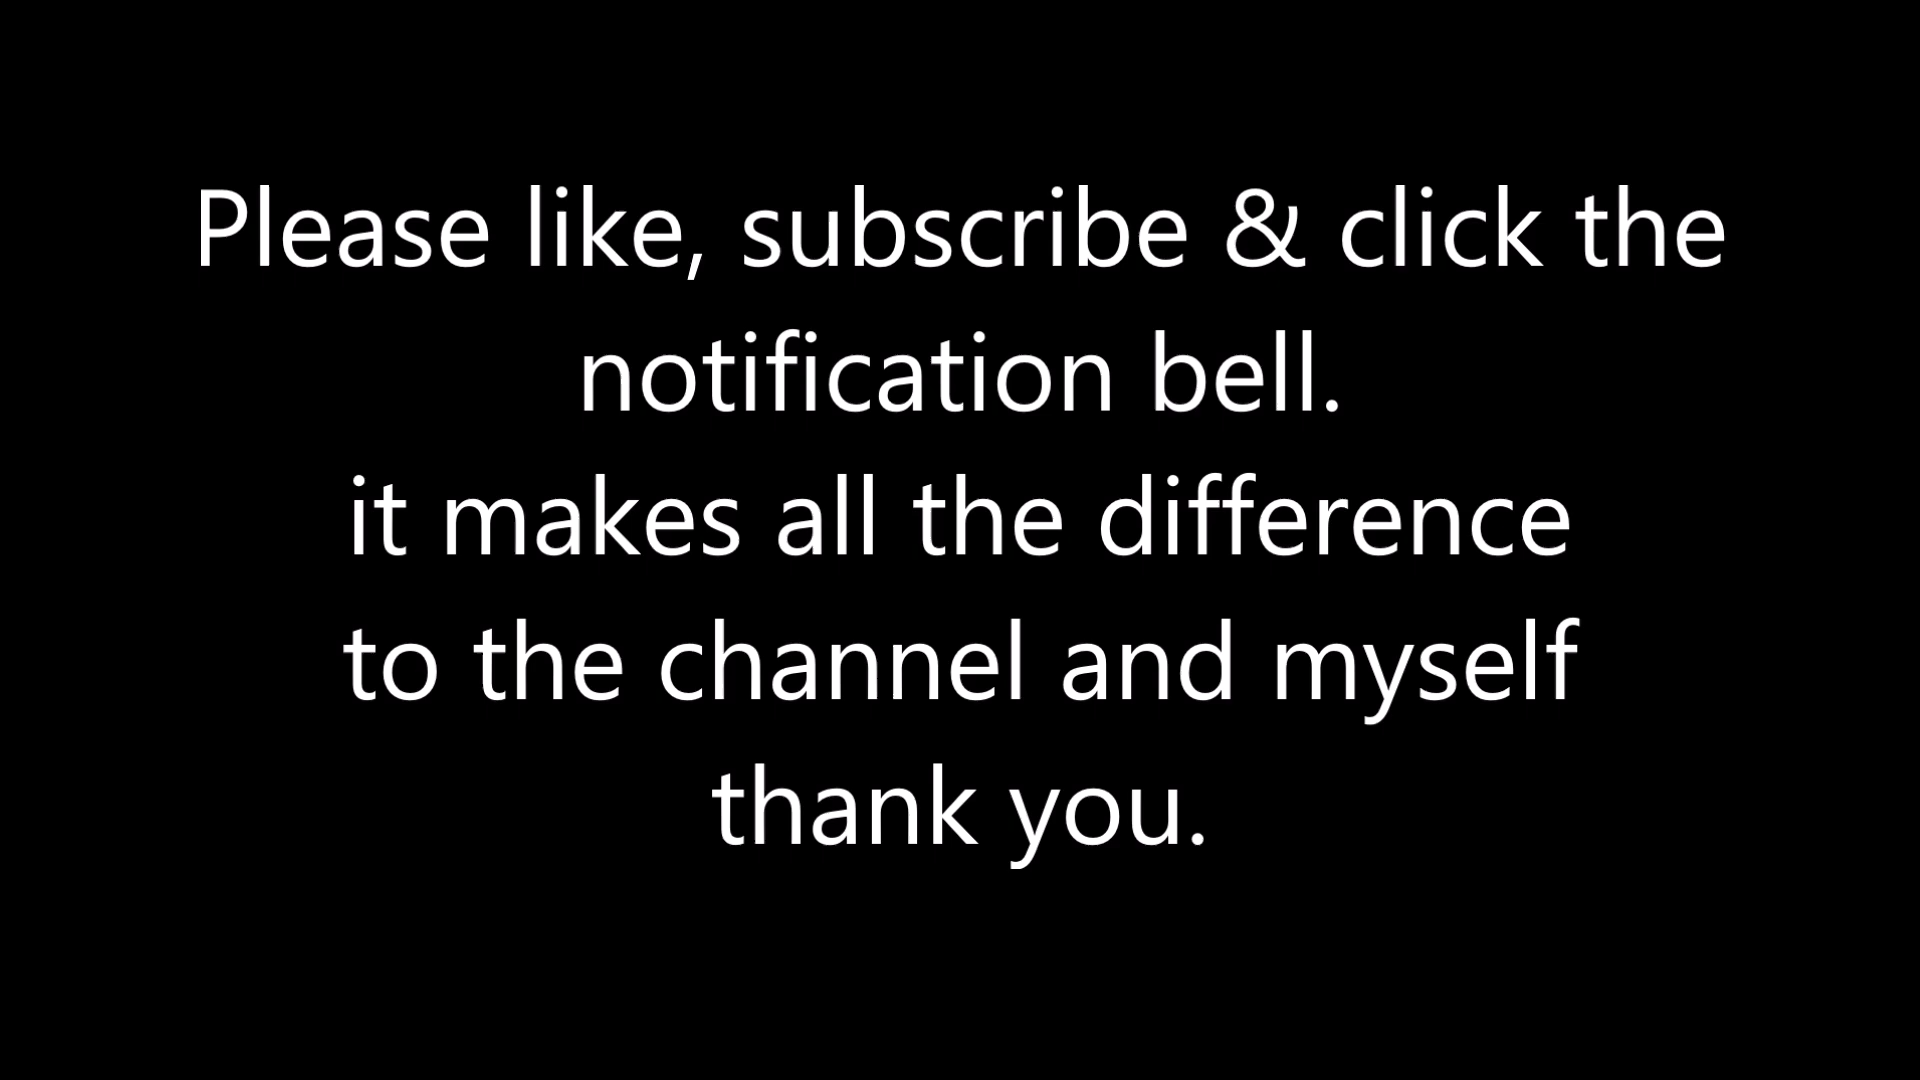 Please like, subscribe & click the
notification bell.
it makes all the difference
to the channel and myself
thank you.